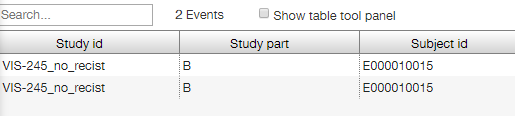 Search... 2 Events Show table tool panel
Study id Study part Subject id
VIS-245_no_recist B E000010015
VIS-245_no_recist B E000010015